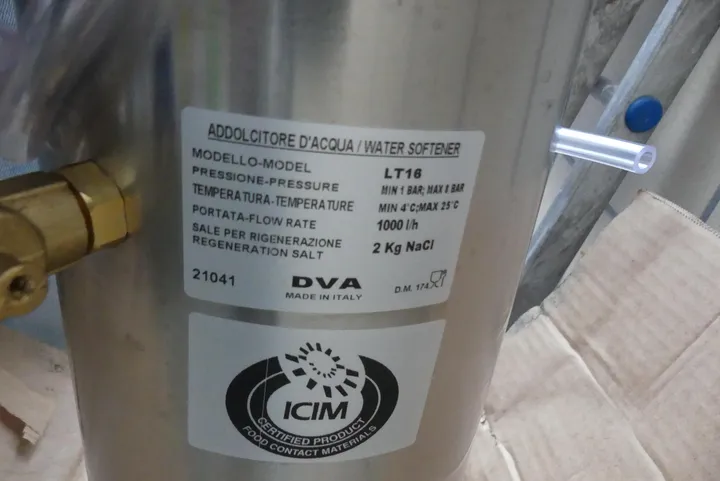 ADDOLCITORE D'ACQUA / WATER SOFTENER
MODELLO-MODEL LT16
PRESSIONE-PRESSURE MIN 1 BAR; MAX 8 BAR
TEMPERATURA-TEMPERATURE MIN 4°C;MAX 25°C
PORTATA-FLOW RATE 1000 l/h
SALE PER RIGENERAZIONE
REGENERATION SALT 2 Kg NaCl
21041 DVA D.M. 174
MADE IN ITALY
ICIM
CERTIFIED PRODUCT
FOOD CONTACT MATERIALS